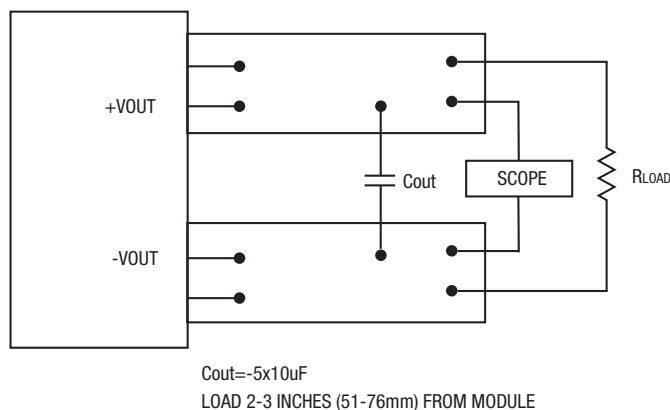 +VOUT
Cout
SCOPE
RLOAD
-VOUT
Cout=-5x10uF
LOAD 2-3 INCHES (51-76mm) FROM MODULE